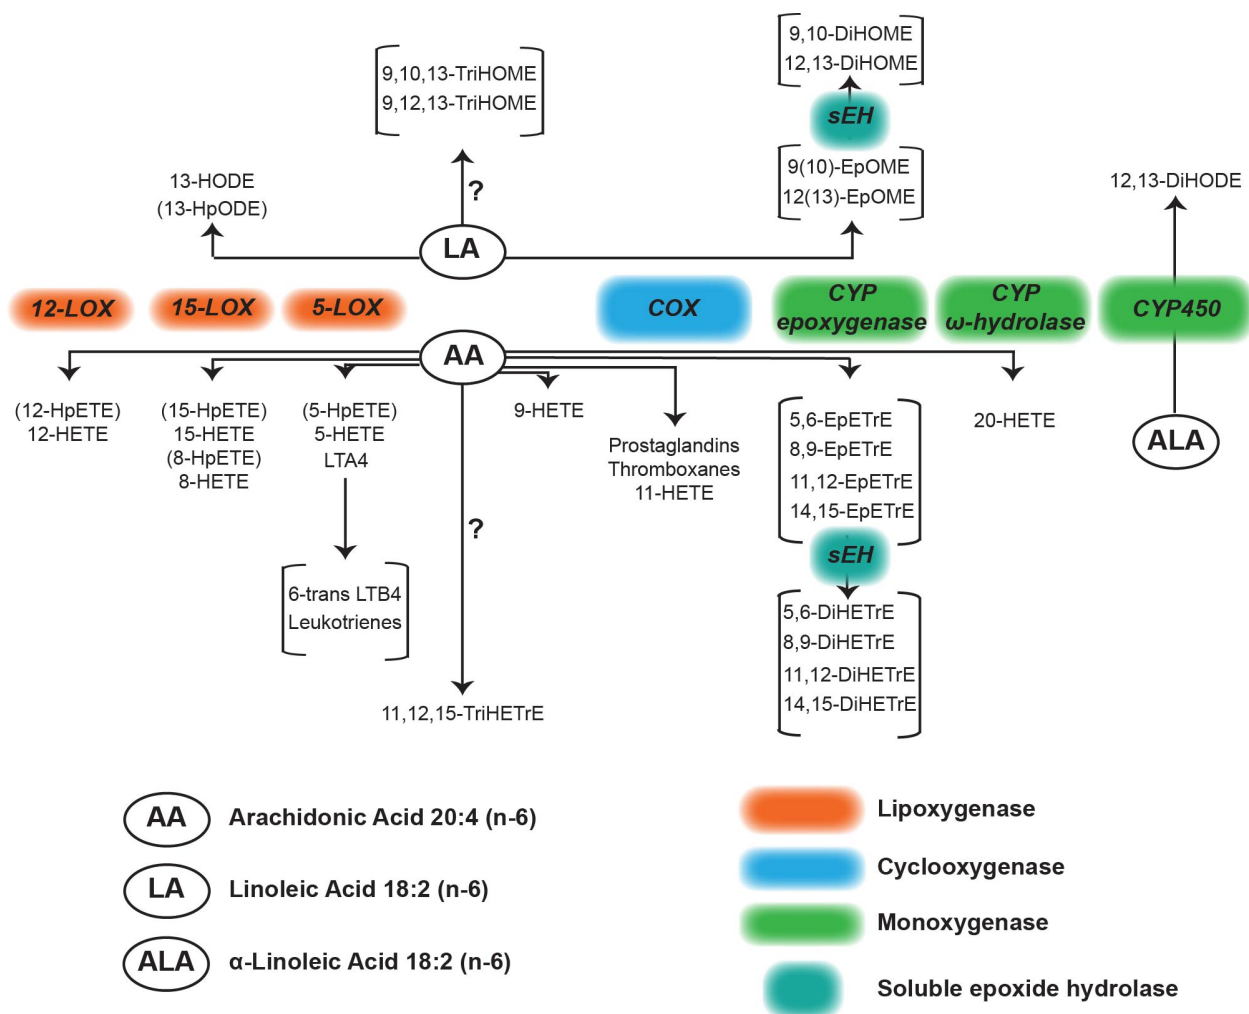 9,10-DiHOME
12,13-DiHOME
9,10,13-TriHOME
9,12,13-TriHOME
sEH
9(10)-EpOME
12(13)-EpOME
13-HODE
(13-HpODE)
?
12,13-DiHODE
LA
12-LOX
15-LOX
5-LOX
COX
CYP
epoxygenase
CYP
ω-hydrolase
CYP450
AA
(12-HpETE)
12-HETE
(15-HpETE)
15-HETE
(8-HpETE)
8-HETE
(5-HpETE)
5-HETE
LTA4
9-HETE
Prostaglandins
Thromboxanes
11-HETE
5,6-EpETrE
8,9-EpETrE
11,12-EpETrE
14,15-EpETrE
20-HETE
ALA
?
sEH
6-trans LTB4
Leukotrienes
5,6-DiHETrE
8,9-DiHETrE
11,12-DiHETrE
14,15-DiHETrE
11,12,15-TriHETrE
AA Arachidonic Acid 20:4 (n-6)
LA Linoleic Acid 18:2 (n-6)
ALA α-Linoleic Acid 18:2 (n-6)
Lipoxygenase
Cyclooxygenase
Monoxygenase
Soluble epoxide hydrolase